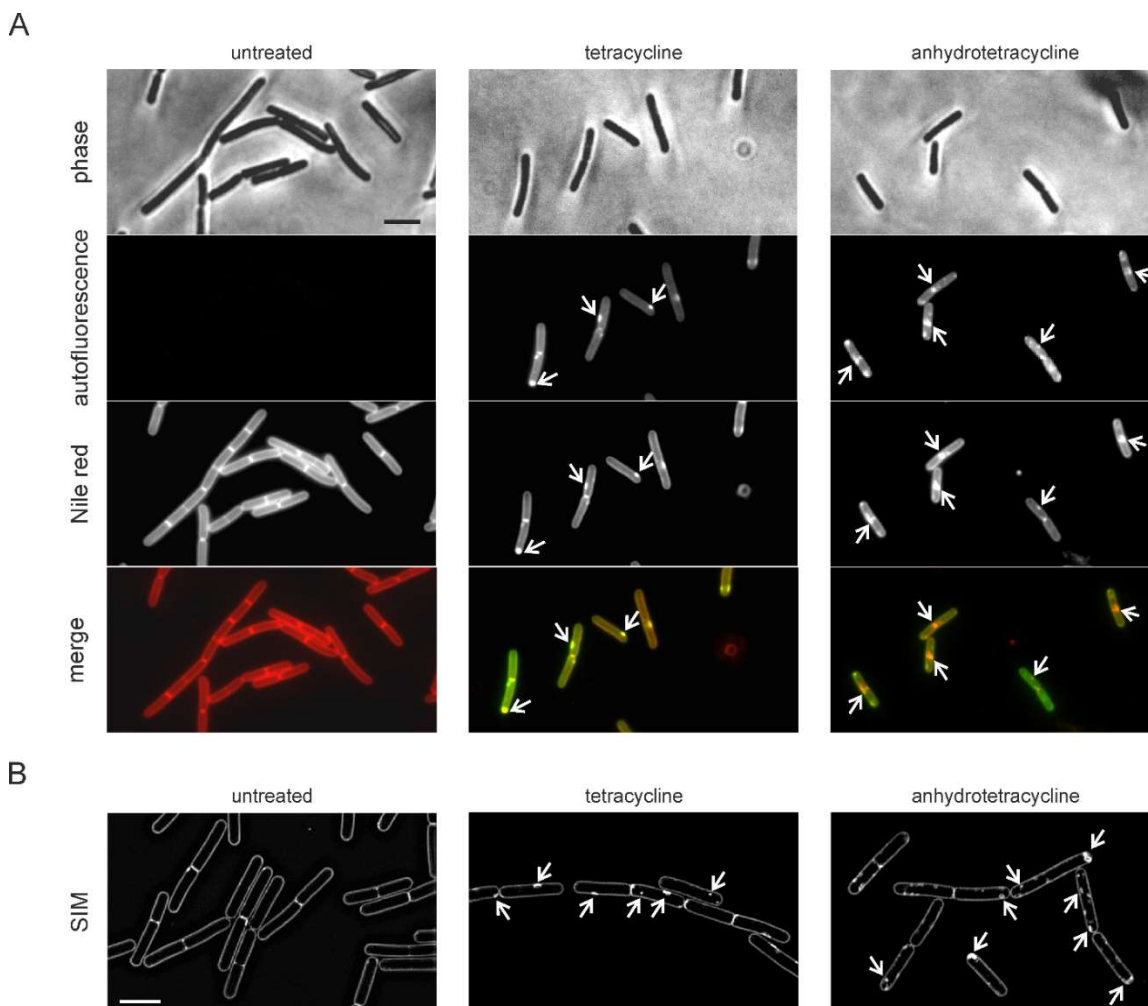 A
untreated tetracycline anhydrotetracycline
phase
autofluorescence
Nile red
merge
B
untreated tetracycline anhydrotetracycline
SIM